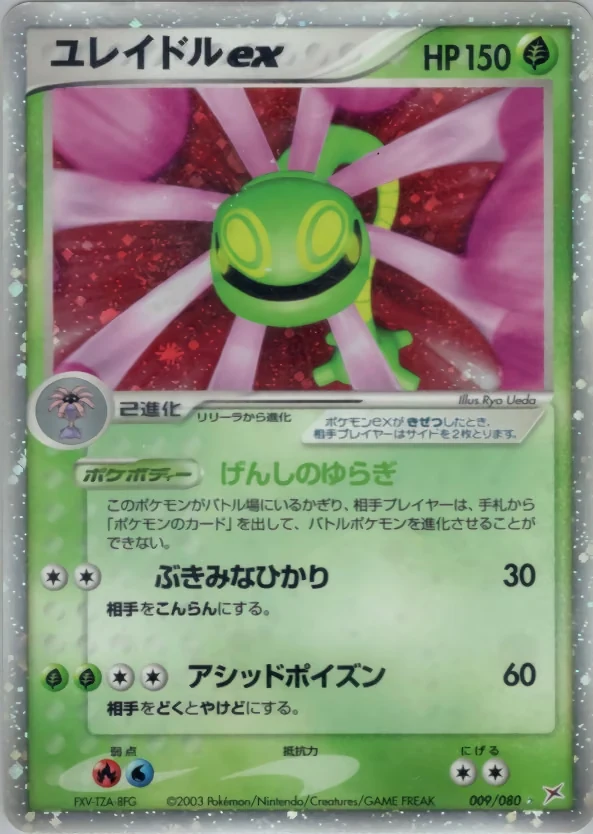 ユレイドルex HP150
Illus. Ryo Ueda
2進化 リリーラから進化
ポケモンexが きぜつしたとき、
相手プレイヤーはサイドを2枚とります。
ポケボディー げんしのゆらぎ
このポケモンがバトル場にいるかぎり、相手プレイヤーは、手札から
「ポケモンのカード」を出して、バトルポケモンを進化させることが
できない。
ぶきみなひかり 30
相手をこんらんにする。
アシッドポイズン 60
相手をどくとやけどにする。
弱点 抵抗力 にげる
FXV-TZA-BFG ©2003 Pokémon/Nintendo/Creatures/GAME FREAK 009/080